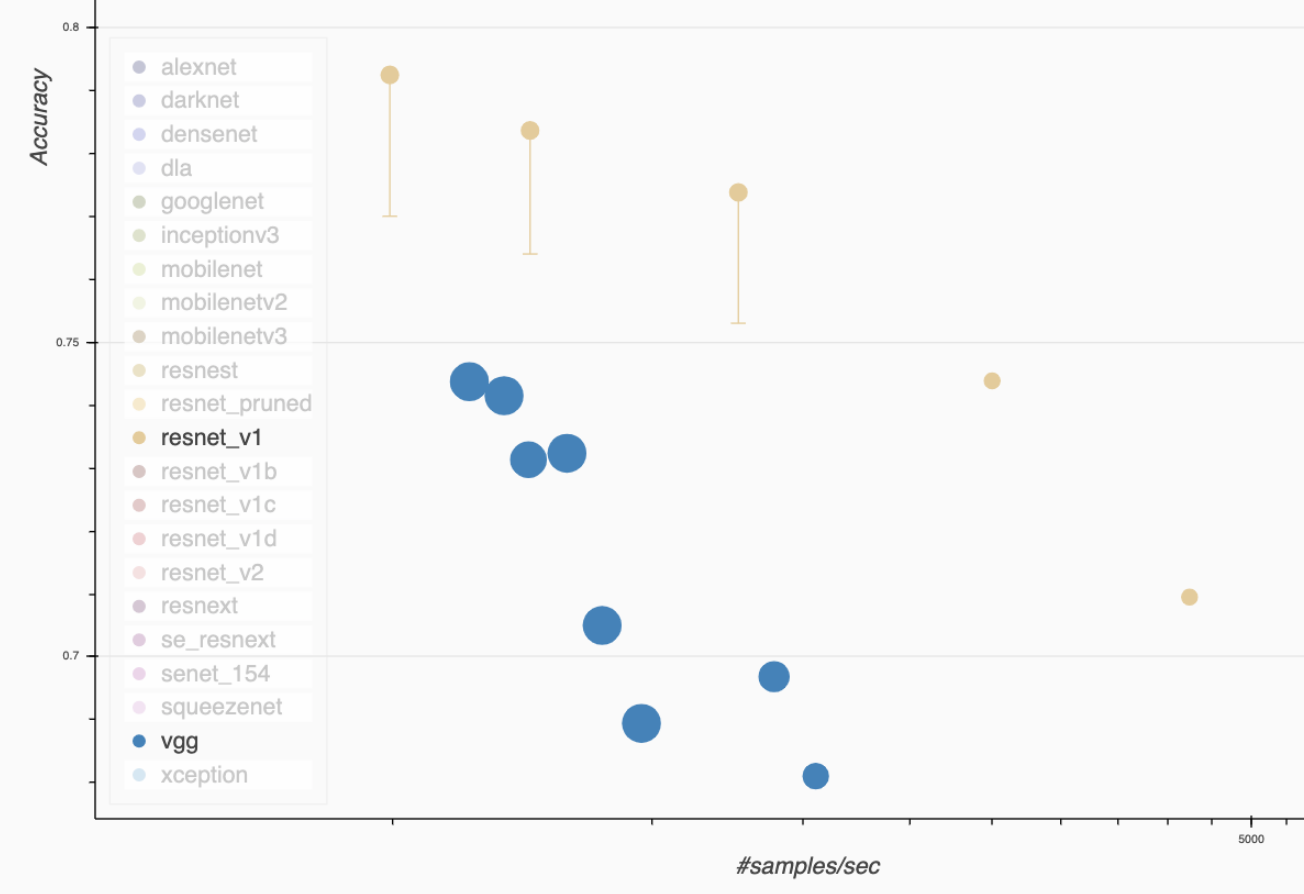 0.8
Accuracy
alexnet
darknet
densenet
dla
googlenet
inceptionv3
mobilenet
mobilenetv2
mobilenetv3
0.75
resnest
resnet_pruned
resnet_v1
resnet_v1b
resnet_v1c
resnet_v1d
resnet_v2
resnext
se_resnext
0.7
senet_154
squeezenet
vgg
xception
5000
#samples/sec